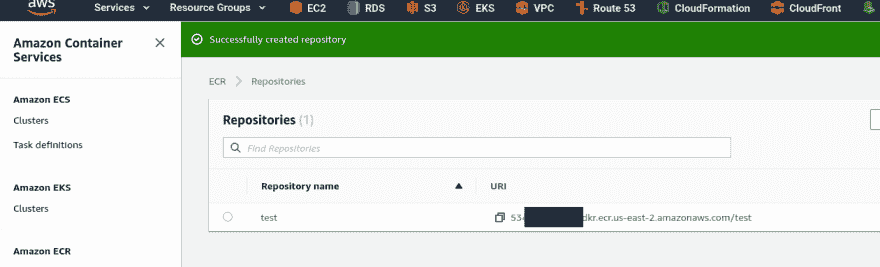 aws
Services
Resource Groups
EC2
RDS
S3
EKS
VPC
Route 53
CloudFormation
CloudFront
Amazon Container
Services
Successfully created repository
ECR
Repositories
Amazon ECS
Clusters
Task definitions
Amazon EKS
Clusters
Amazon ECR
Repositories (1)
Find Repositories
Repository name
URI
test
dkr.ecr.us-east-2.amazonaws.com/test